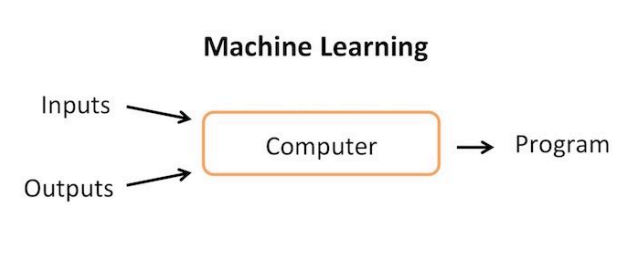 Machine Learning
Inputs
Computer
Program
Outputs